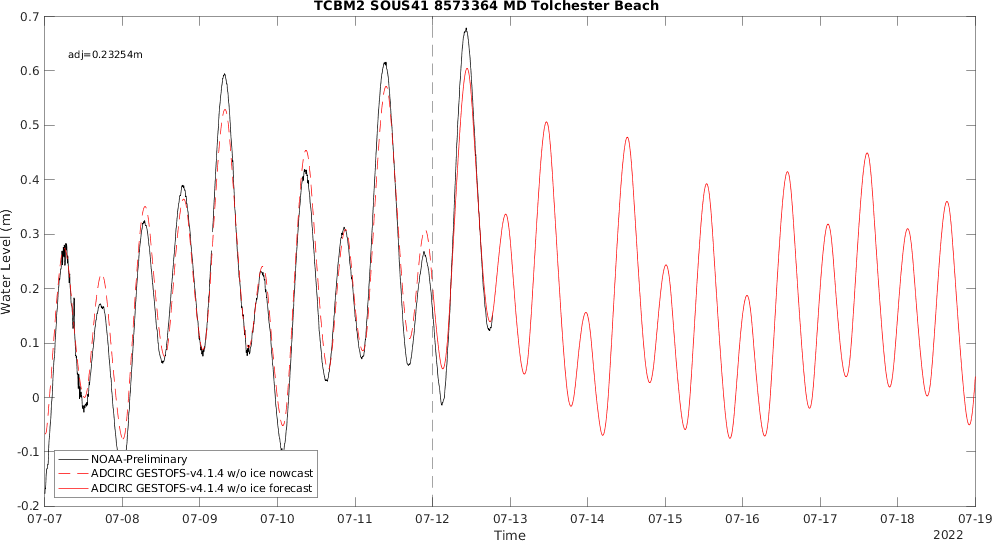 TCBM2 SOUS41 8573364 MD Tolchester Beach
adj=0.23254m
Water Level (m)
0.7
0.6
0.5
0.4
0.3
0.2
0.1
0
-0.1
-0.2
NOAA-Preliminary
ADCIRC GESTOFS-v4.1.4 w/o ice nowcast
ADCIRC GESTOFS-v4.1.4 w/o ice forecast
07-07 07-08 07-09 07-10 07-11 07-12 07-13 07-14 07-15 07-16 07-17 07-18 07-19
Time
2022